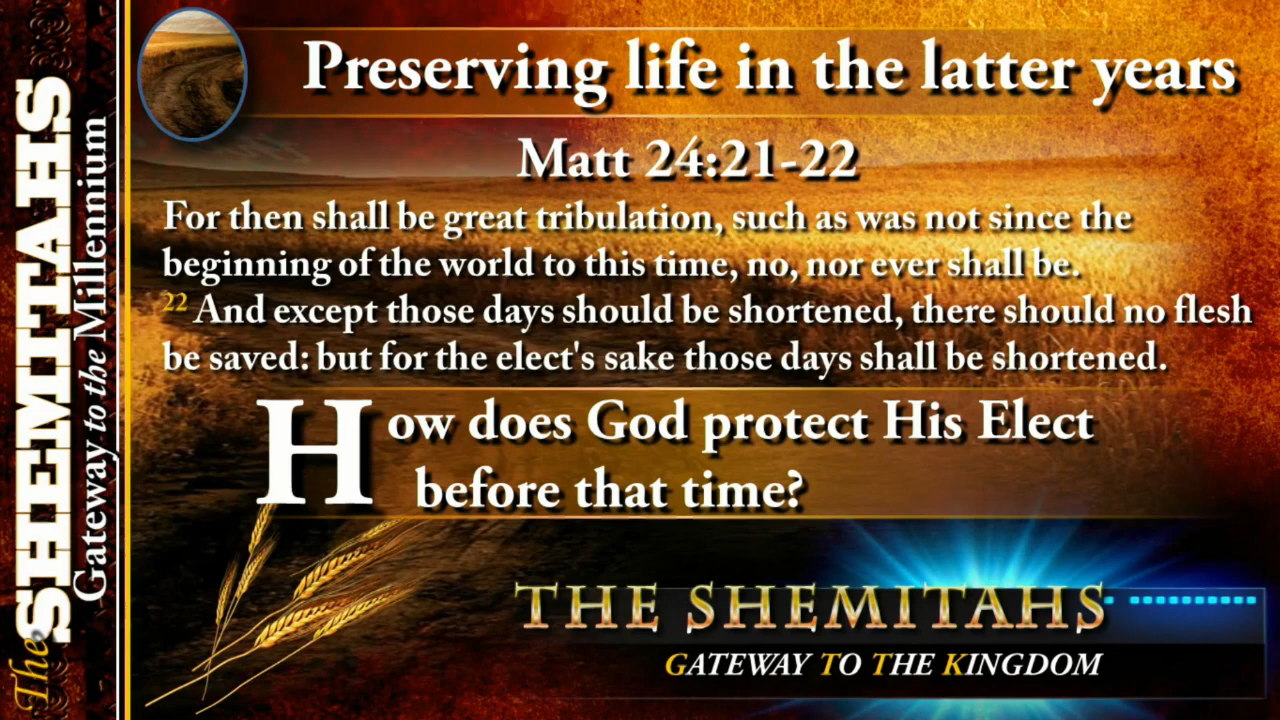 The SHEMITAHS
Gateway to the Millennium
Preserving life in the latter years
Matt 24:21-22
For then shall be great tribulation, such as was not since the
beginning of the world to this time, no, nor ever shall be.
22 And except those days should be shortened, there should no flesh
be saved: but for the elect's sake those days shall be shortened.
How does God protect His Elect
before that time?
THE SHEMITAHS
GATEWAY TO THE KINGDOM